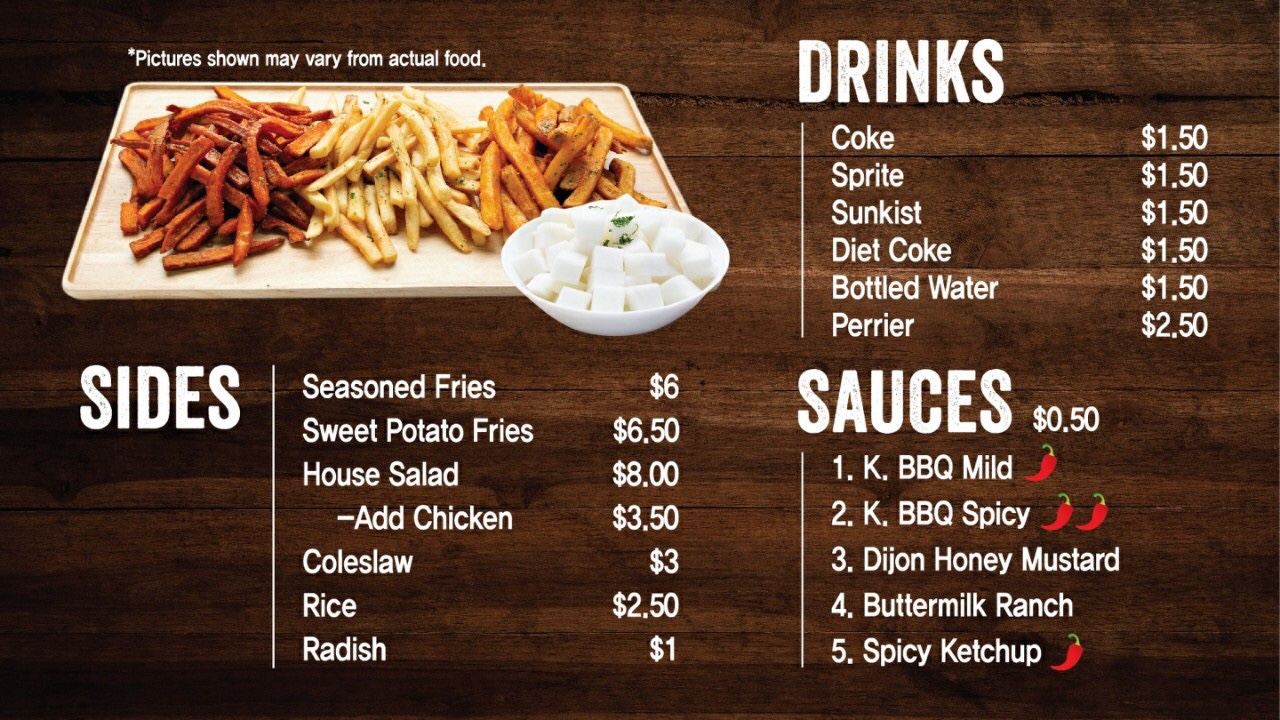 *Pictures shown may vary from actual food.
SIDES
Seasoned Fries $6
Sweet Potato Fries $6.50
House Salad $8.00
–Add Chicken $3.50
Coleslaw $3
Rice $2.50
Radish $1
DRINKS
Coke $1.50
Sprite $1.50
Sunkist $1.50
Diet Coke $1.50
Bottled Water $1.50
Perrier $2.50
SAUCES $0.50
1. K. BBQ Mild
2. K. BBQ Spicy
3. Dijon Honey Mustard
4. Buttermilk Ranch
5. Spicy Ketchup